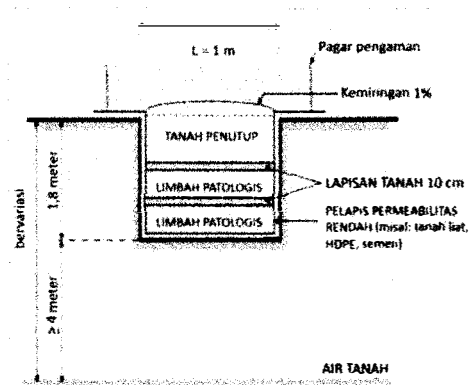 L = 1 m
Pagar pengaman
Kemiringan 1%
TANAH PENUTUP
LIMBAH PATOLOGIS
LAPISAN TANAH 10 cm
LIMBAH PATOLOGIS
PELAPIS PERMEABILITAS
RENDAH (misal: tanah liat,
HDPE, semen)
bervariasi
1,8 meter
> 4 meter
AIR TANAH